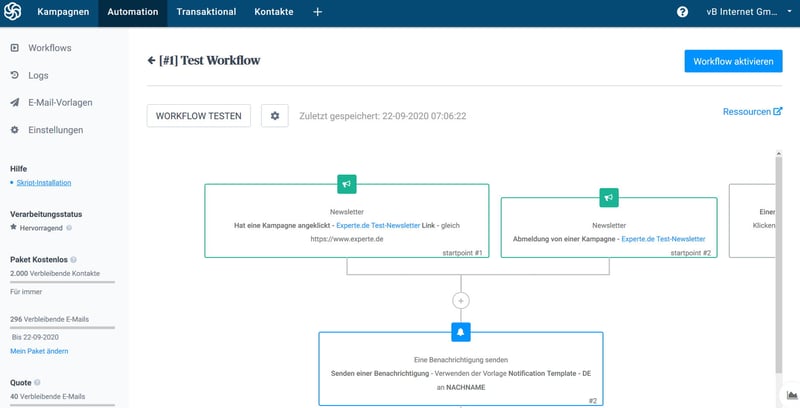 Kampagnen Automation Transaktional Kontakte + ? vB Internet Gm...
Workflows
Logs
E-Mail-Vorlagen
Einstellungen
Hilfe
Skript-Installation
Verarbeitungsstatus
Hervorragend ?
Paket Kostenlos ?
2.000 Verbleibende Kontakte
Für immer
296 Verbleibende E-Mails
Bis 22-09-2020
Mein Paket ändern
Quote ?
40 Verbleibende E-Mails
[#1] Test Workflow
Workflow aktivieren
WORKFLOW TESTEN
Zuletzt gespeichert: 22-09-2020 07:06:22
Ressourcen
Newsletter
Hat eine Kampagne angeklickt - Experte.de Test-Newsletter Link - gleich
https://www.experte.de
startpoint #1
Newsletter
Abmeldung von einer Kampagne - Experte.de Test-Newsletter
startpoint #2
Einer
Klicken
+
Eine Benachrichtigung senden
Senden einer Benachrichtigung - Verwenden der Vorlage Notification Template - DE
an NACHNAME
#2